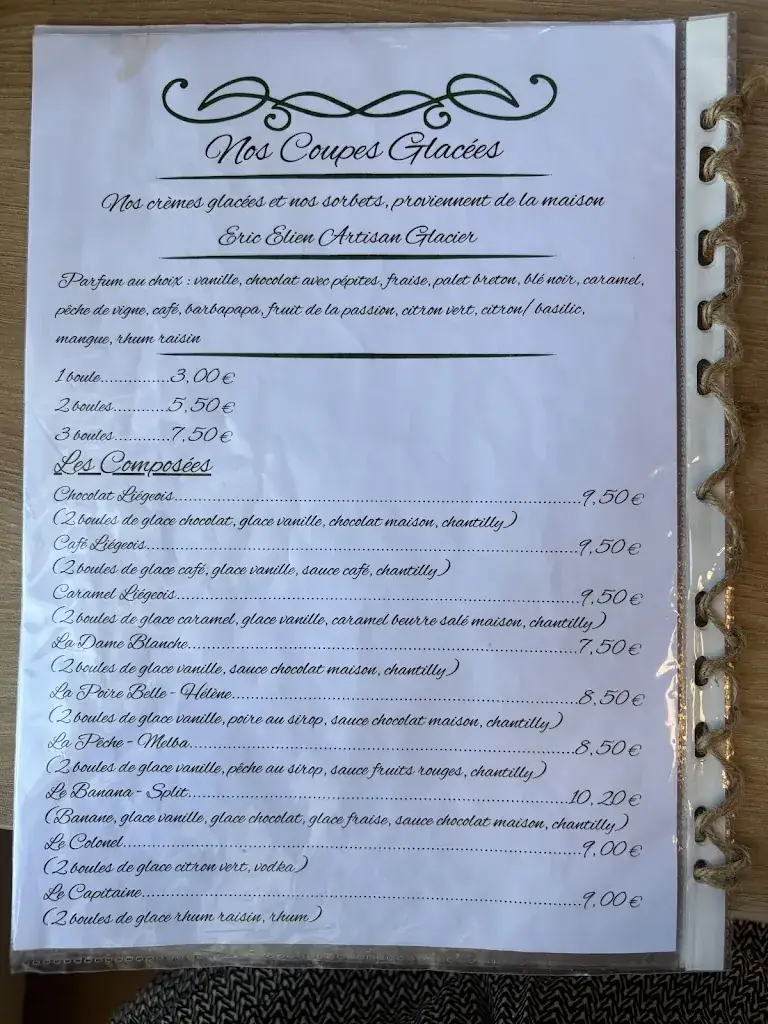 Nos Coupes Glacées
Nos crèmes glacées et nos sorbets, proviennent de la maison
Eric Elien Artisan Glacier
Parfum au choix : vanille, chocolat avec pépites, fraise, palet breton, blé noir, caramel,
pêche de vigne, café, barbapapa, fruit de la passion, citron vert, citron/ basilic,
mangue, rhum raisin
1 boule...............3,00 €
2 boules............5,50 €
3 boules............7,50 €
Les Composées
Chocolat Liégeois................................................................................9,50 €
(2 boules de glace chocolat, glace vanille, chocolat maison, chantilly)
Café Liégeois.....................................................................................9,50 €
(2 boules de glace café, glace vanille, sauce café, chantilly)
Caramel Liégeois................................................................................9,50 €
(2 boules de glace caramel, glace vanille, caramel beurre salé maison, chantilly)
La Dame Blanche..............................................................................7,50 €
(2 boules de glace vanille, sauce chocolat maison, chantilly)
La Poire Belle - Hélène......................................................................8,50 €
(2 boules de glace vanille, poire au sirop, sauce chocolat maison, chantilly)
La Pêche - Melba..............................................................................8,50 €
(2 boules de glace vanille, pêche au sirop, sauce fruits rouges, chantilly)
Le Banana - Split.............................................................................10,20 €
(Banane, glace vanille, glace chocolat, glace fraise, sauce chocolat maison, chantilly)
Le Colonel.........................................................................................9,00 €
(2 boules de glace citron vert, vodka)
Le Capitaine......................................................................................9,00 €
(2 boules de glace rhum raisin, rhum)